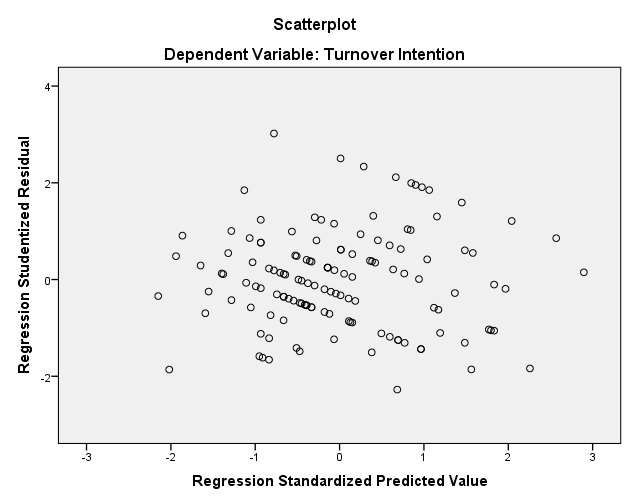 Scatterplot
Dependent Variable: Turnover Intention
Regression Studentized Residual
4
2
0
-2
-3 -2 -1 0 1 2 3
Regression Standardized Predicted Value